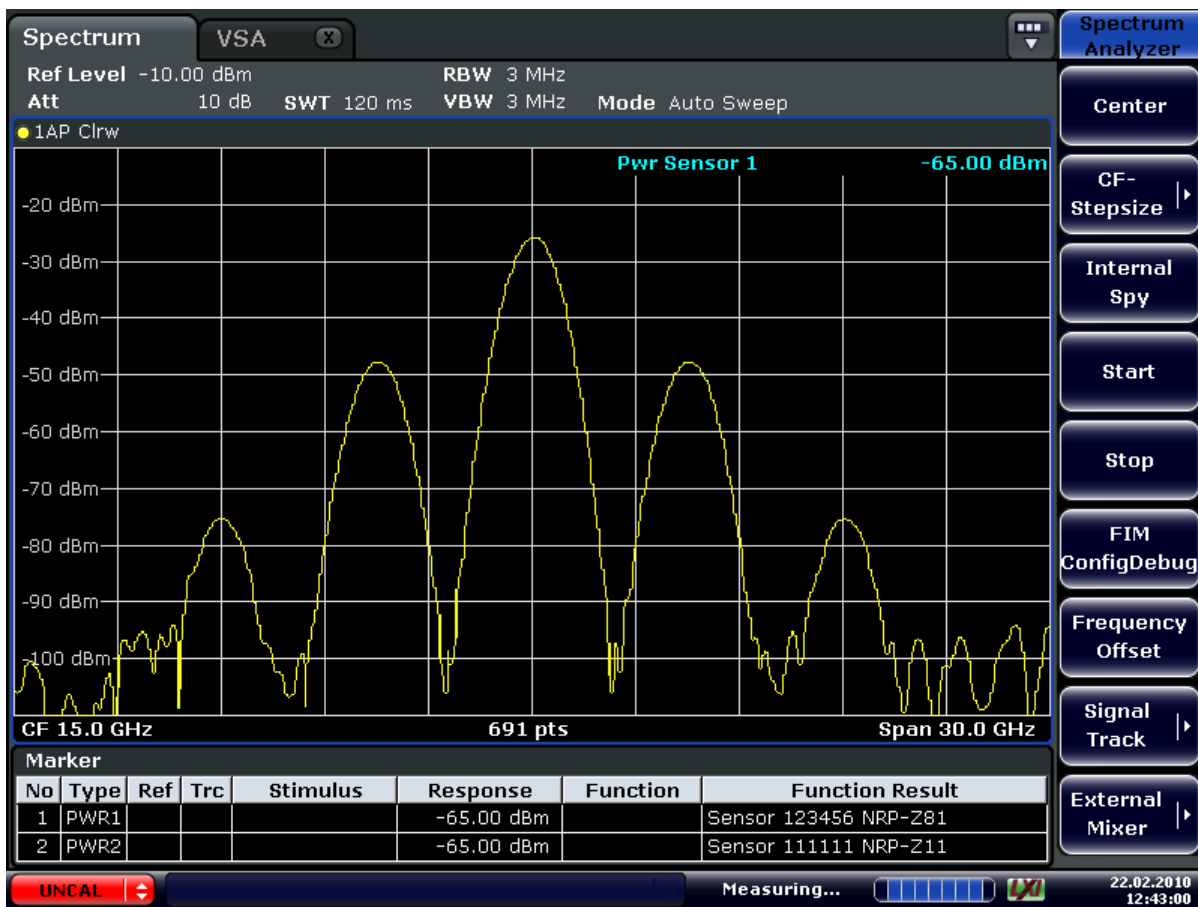 Spectrum VSA X
Ref Level -10.00 dBm RBW 3 MHz
Att 10 dB SWT 120 ms VBW 3 MHz Mode Auto Sweep
1AP Clrw
Pwr Sensor 1 -65.00 dBm
-20 dBm
-30 dBm
-40 dBm
-50 dBm
-60 dBm
-70 dBm
-80 dBm
-90 dBm
-100 dBm
CF 15.0 GHz 691 pts Span 30.0 GHz
Marker
No Type Ref Trc Stimulus Response Function Function Result
1 PWR1 -65.00 dBm Sensor 123456 NRP-Z81
2 PWR2 -65.00 dBm Sensor 111111 NRP-Z11
UNCAL Measuring... LXI 22.02.2010
12:43:00
Spectrum
Analyzer
Center
CF-
Stepsize
Internal
Spy
Start
Stop
FIM
ConfigDebug
Frequency
Offset
Signal
Track
External
Mixer